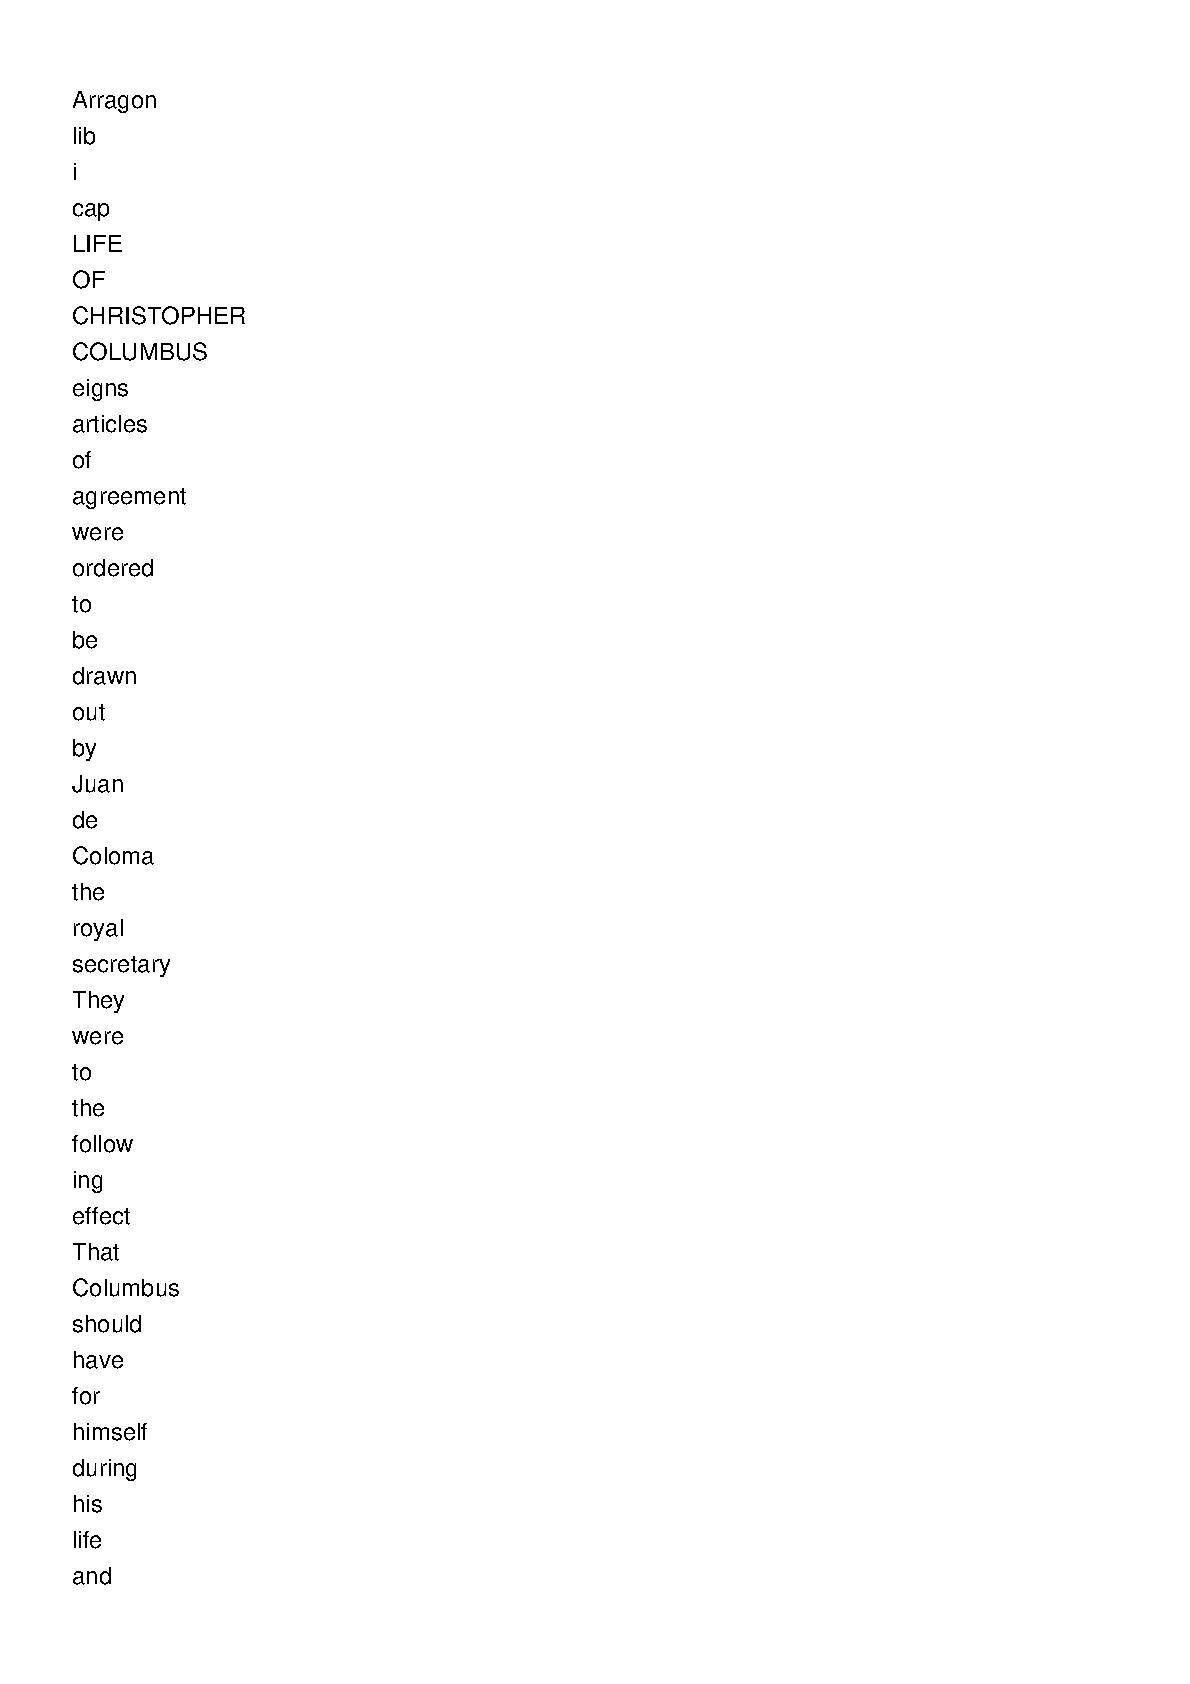 Arragon
lib
i
cap
LIFE
OF
CHRISTOPHER
COLUMBUS
eigns
articles
of
agreement
were
ordered
to
be
drawn
out
by
Juan
de
Coloma
the
royal
secretary
They
were
to
the
follow
ing
effect
That
Columbus
should
have
for
himself
during
his
life
and